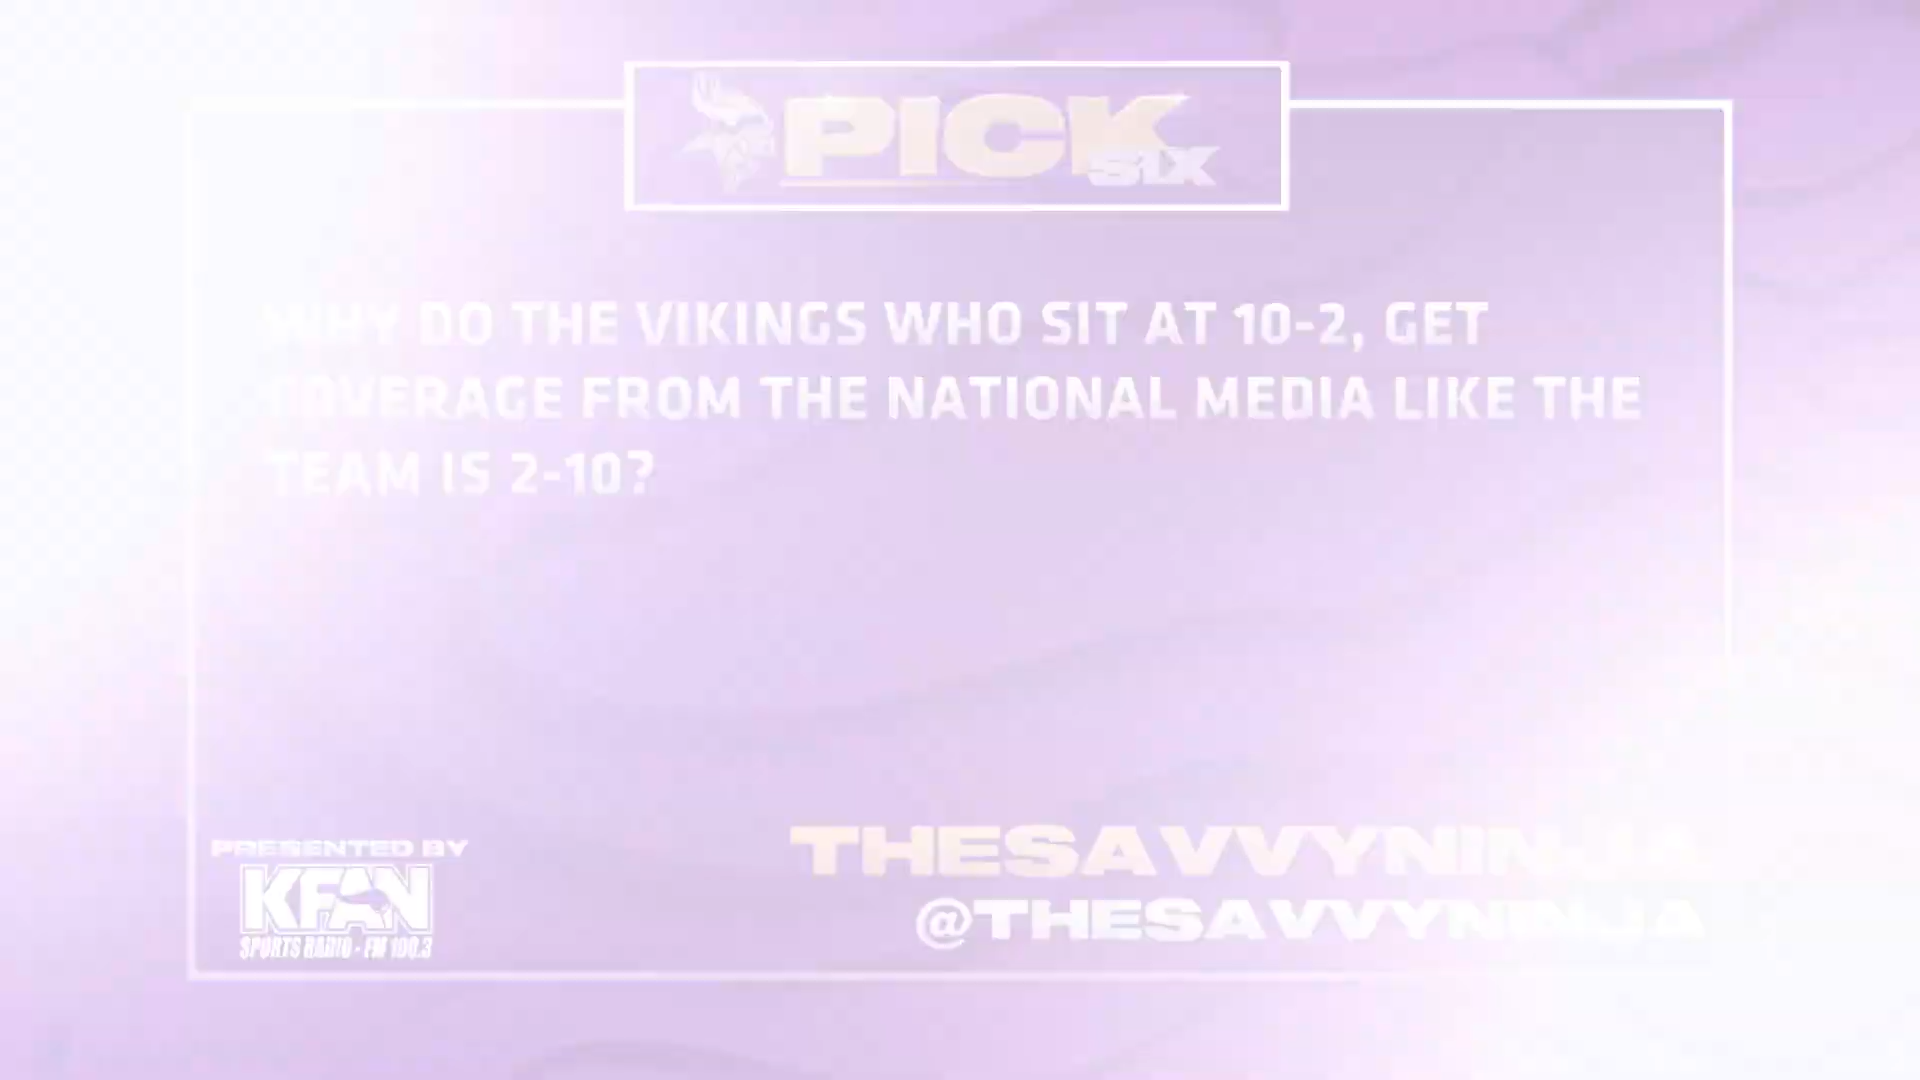 PICK
SIX
WHY DO THE VIKINGS WHO SIT AT 10-2, GET
COVERAGE FROM THE NATIONAL MEDIA LIKE THE
TEAM IS 2-10?
PRESENTED BY
KFAN
SPORTS RADIO - FM 100.3
THESAVVYNINJA
@THESAVVYNINJA